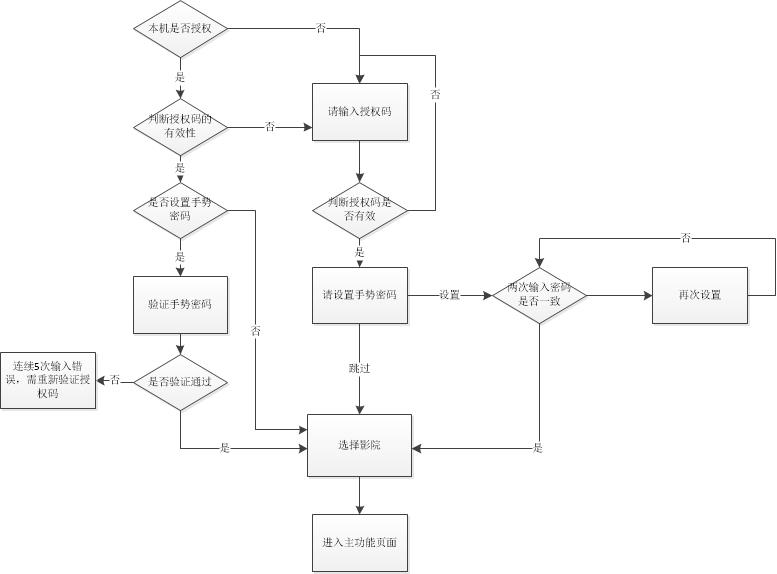 本机是否授权
否
是
否
请输入授权码
判断授权码的
有效性
否
是
是否设置手势
密码
判断授权码是
否有效
否
是
是
请设置手势密码
设置
两次输入密码
是否一致
再次设置
验证手势密码
否
跳过
连续5次输入错
误，需重新验证授
权码
否
是否验证通过
是
选择影院
是
进入主功能页面